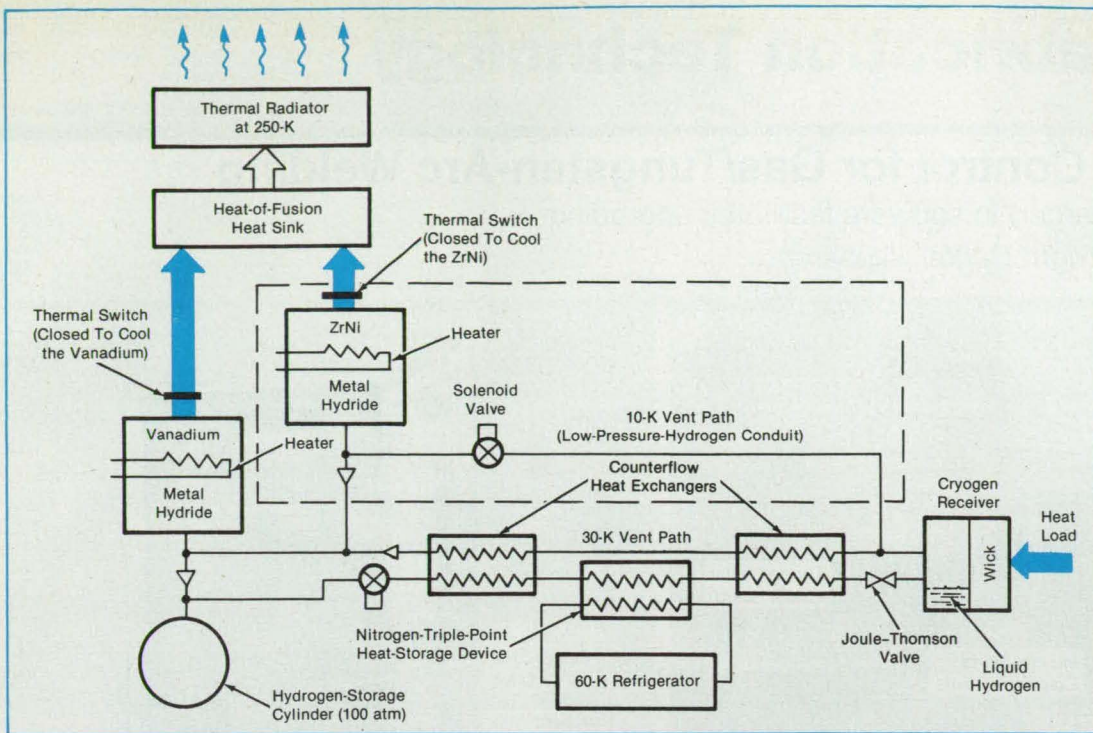 Thermal Radiator
at 250-K
Heat-of-Fusion
Heat Sink
Thermal Switch
(Closed To Cool
the ZrNi)
Thermal Switch
(Closed To Cool
the Vanadium)
ZrNi
Heater
Metal
Hydride
Solenoid
Valve
10-K Vent Path
(Low-Pressure-Hydrogen Conduit)
Vanadium
Heater
Metal
Hydride
Counterflow
Heat Exchangers
Cryogen
Receiver
Heat
Load
30-K Vent Path
Wick
Nitrogen-Triple-Point
Heat-Storage Device
Joule–Thomson
Valve
Liquid
Hydrogen
60-K Refrigerator
Hydrogen-Storage
Cylinder (100 atm)